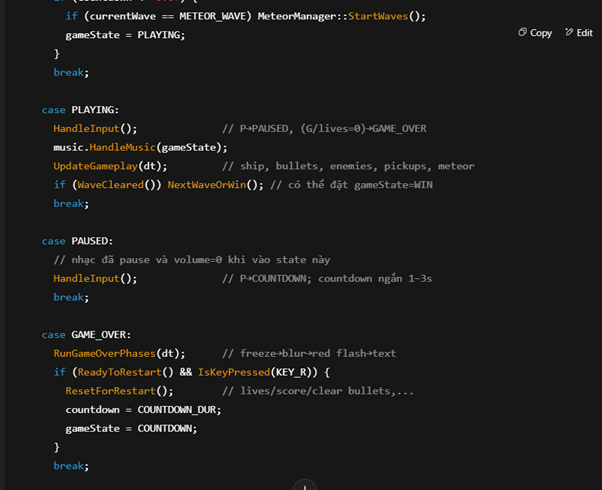 if (currentWave == METEOR_WAVE) MeteorManager::StartWaves();
gameState = PLAYING;
Copy Edit
}
break;
case PLAYING:
HandleInput(); // P→PAUSED, (G/lives=0)→GAME_OVER
music.HandleMusic(gameState);
UpdateGameplay(dt); // ship, bullets, enemies, pickups, meteor
if (WaveCleared()) NextWaveOrWin(); // có thể đặt gameState=WIN
break;
case PAUSED:
// nhạc đã pause và volume=0 khi vào state này
HandleInput(); // P→COUNTDOWN; countdown ngắn 1-3s
break;
case GAME_OVER:
RunGameOverPhases(dt); // freeze→blur→red flash→text
if (ReadyToRestart() && IsKeyPressed(KEY_R)) {
ResetForRestart(); // lives/score/clear bullets,...
countdown = COUNTDOWN_DUR;
gameState = COUNTDOWN;
}
break;